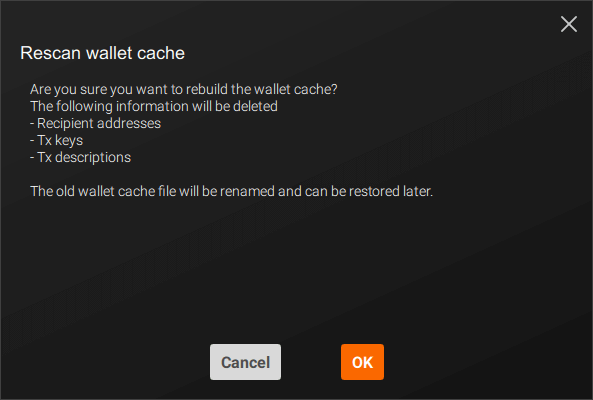 Rescan wallet cache
Are you sure you want to rebuild the wallet cache?
The following information will be deleted
- Recipient addresses
- Tx keys
- Tx descriptions
The old wallet cache file will be renamed and can be restored later.
Cancel
OK